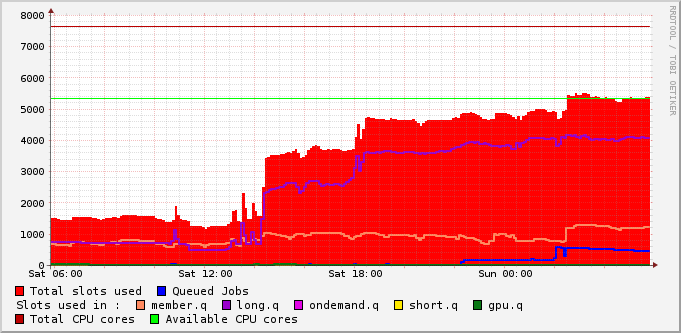 8000
7000
6000
5000
4000
3000
2000
1000
0
Sat 06:00 Sat 12:00 Sat 18:00 Sun 00:00
RRDTOOL / TOBI OETIKER
Total slots used Queued Jobs
Slots used in : member.q long.q ondemand.q short.q gpu.q
Total CPU cores Available CPU cores